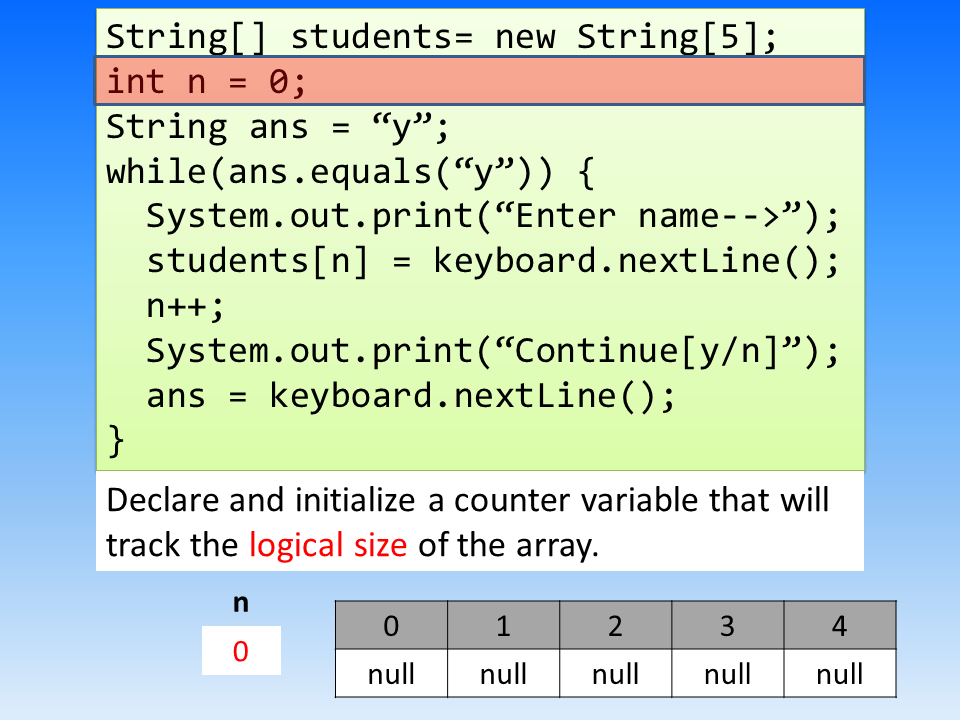 String[] students= new String[5];
int n = 0;
String ans = “y”;
while(ans.equals(“y”)) {
  System.out.print(“Enter name-->”);
  students[n] = keyboard.nextLine();
  n++;
  System.out.print(“Continue[y/n]”);
  ans = keyboard.nextLine();
}
Declare and initialize a counter variable that will
track the logical size of the array.
n
0
0 1 2 3 4
null null null null null